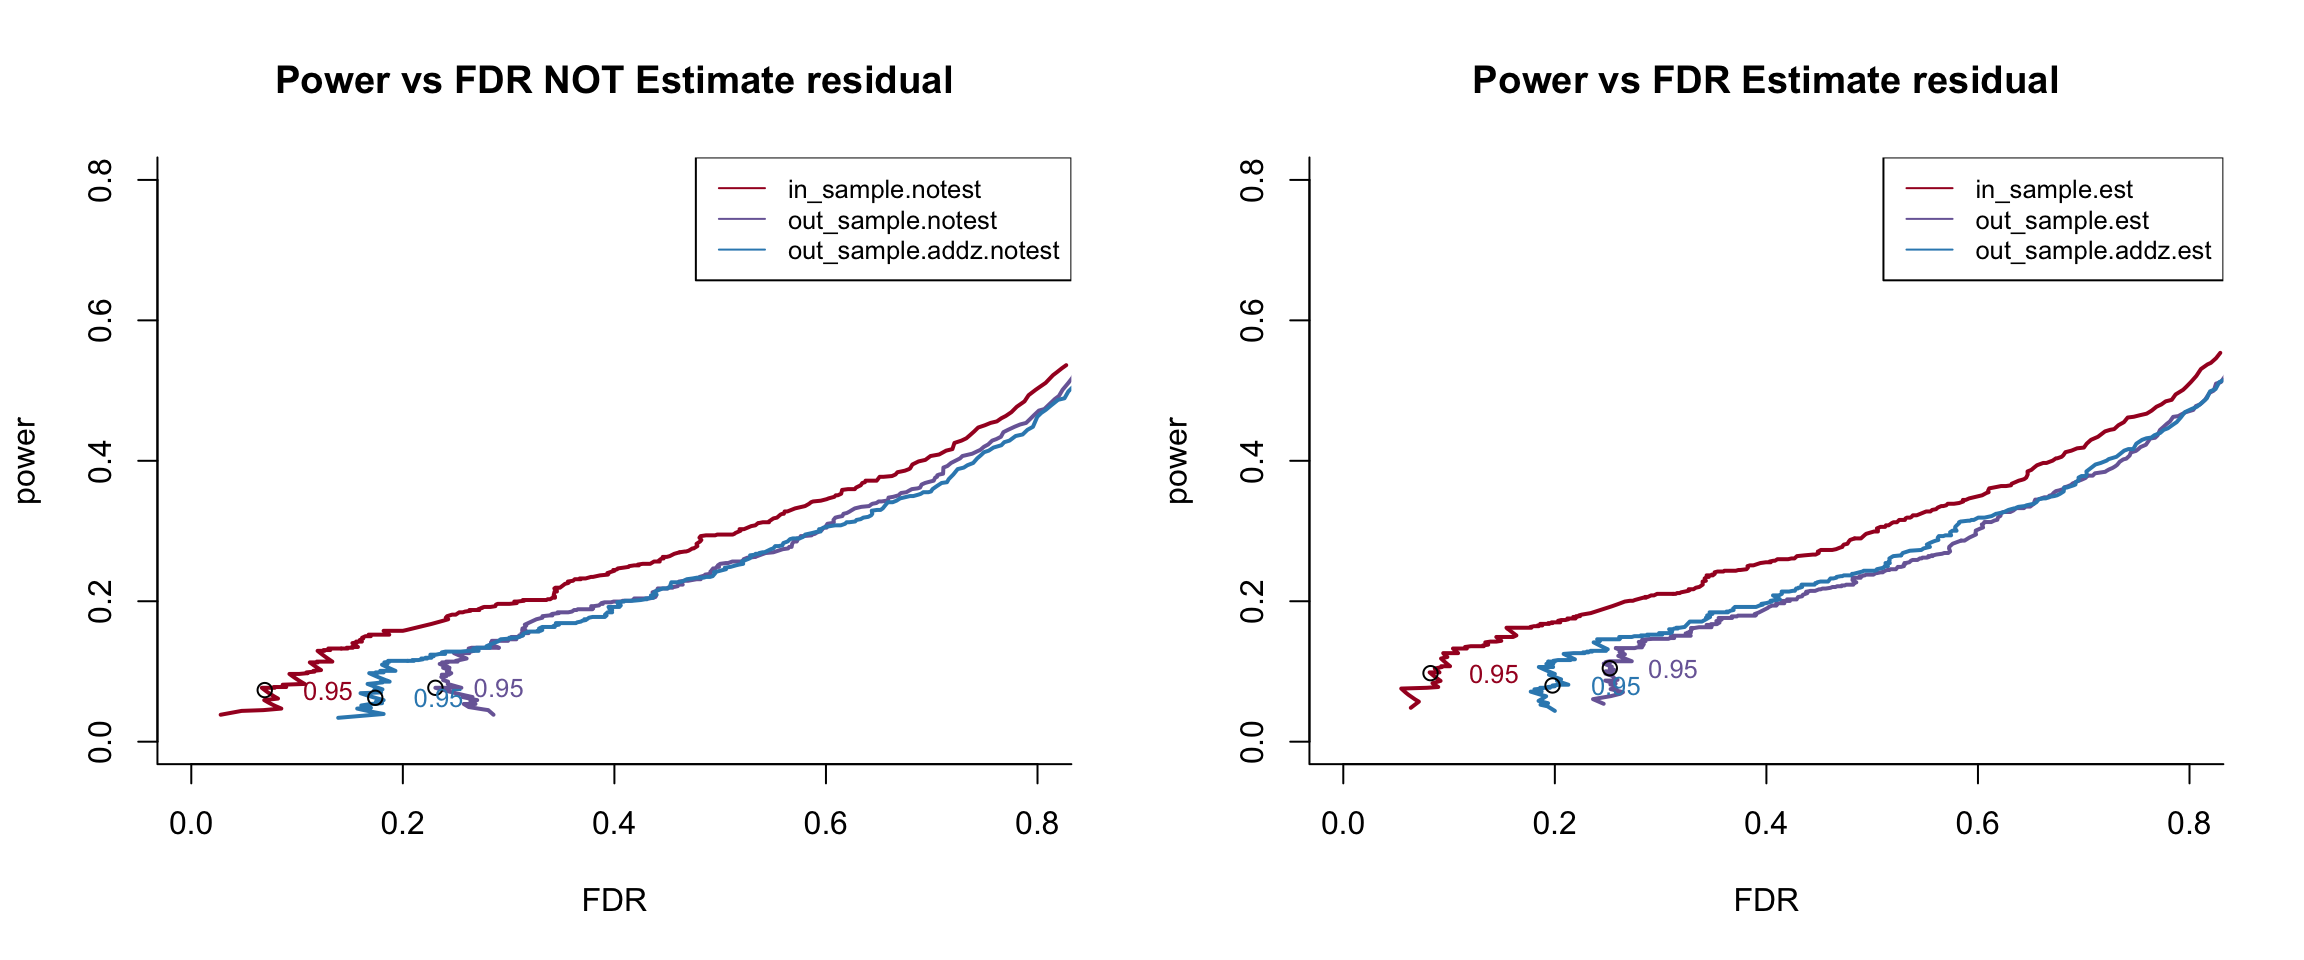 Power vs FDR NOT Estimate residual
power
0.8
0.6
0.4
0.2
0.0
in_sample.notest
out_sample.notest
out_sample.addz.notest
0.95
0.95
0.95
0.0 0.2 0.4 0.6 0.8
FDR
Power vs FDR Estimate residual
power
0.8
0.6
0.4
0.2
0.0
in_sample.est
out_sample.est
out_sample.addz.est
0.95
0.95
0.95
0.0 0.2 0.4 0.6 0.8
FDR